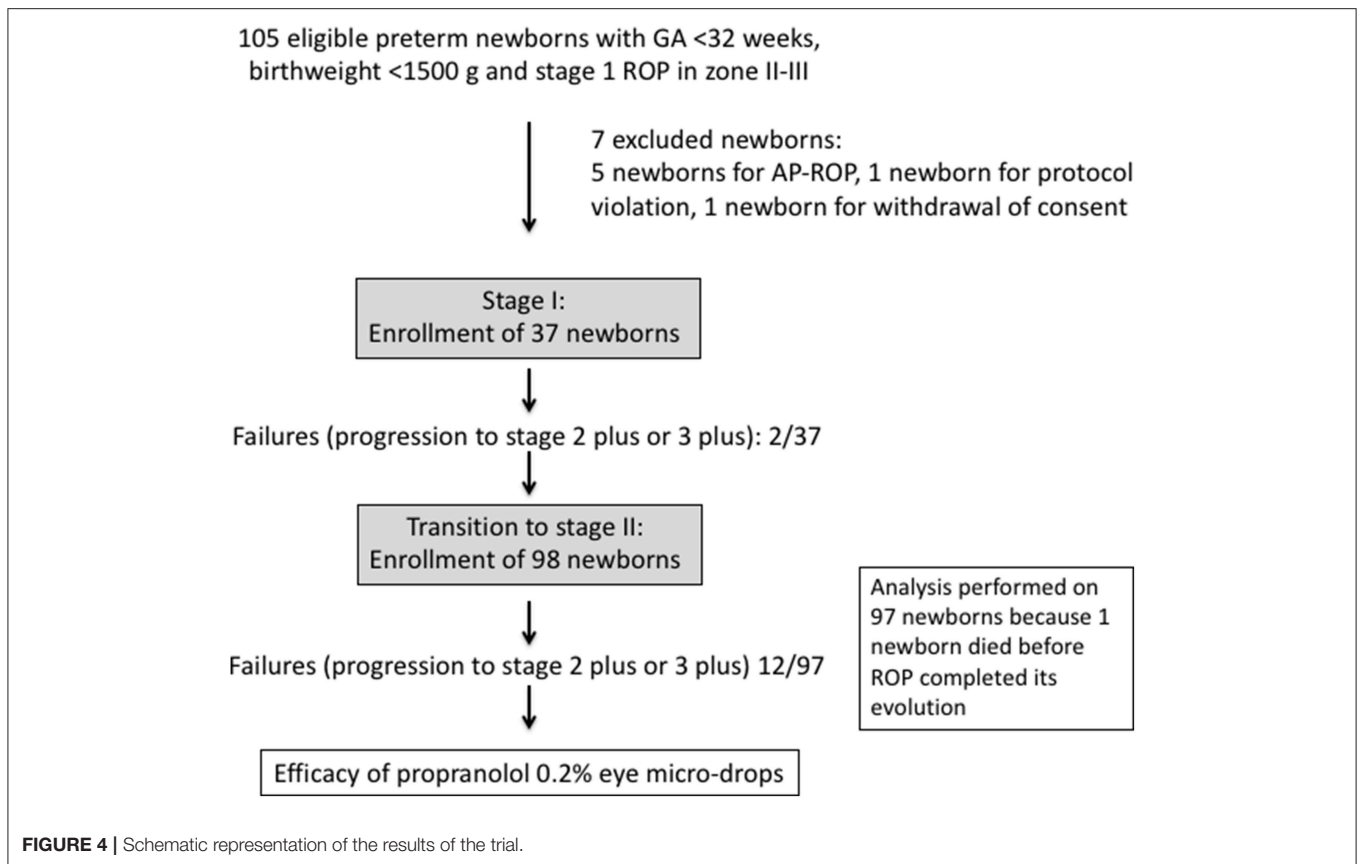 105 eligible preterm newborns with GA <32 weeks,
birthweight <1500 g and stage 1 ROP in zone II-III
7 excluded newborns:
5 newborns for AP-ROP, 1 newborn for protocol
violation, 1 newborn for withdrawal of consent
Stage I:
Enrollment of 37 newborns
Failures (progression to stage 2 plus or 3 plus): 2/37
Transition to stage II:
Enrollment of 98 newborns
Analysis performed on
97 newborns because 1
newborn died before
ROP completed its
evolution
Failures (progression to stage 2 plus or 3 plus) 12/97
Efficacy of propranolol 0.2% eye micro-drops
FIGURE 4 | Schematic representation of the results of the trial.